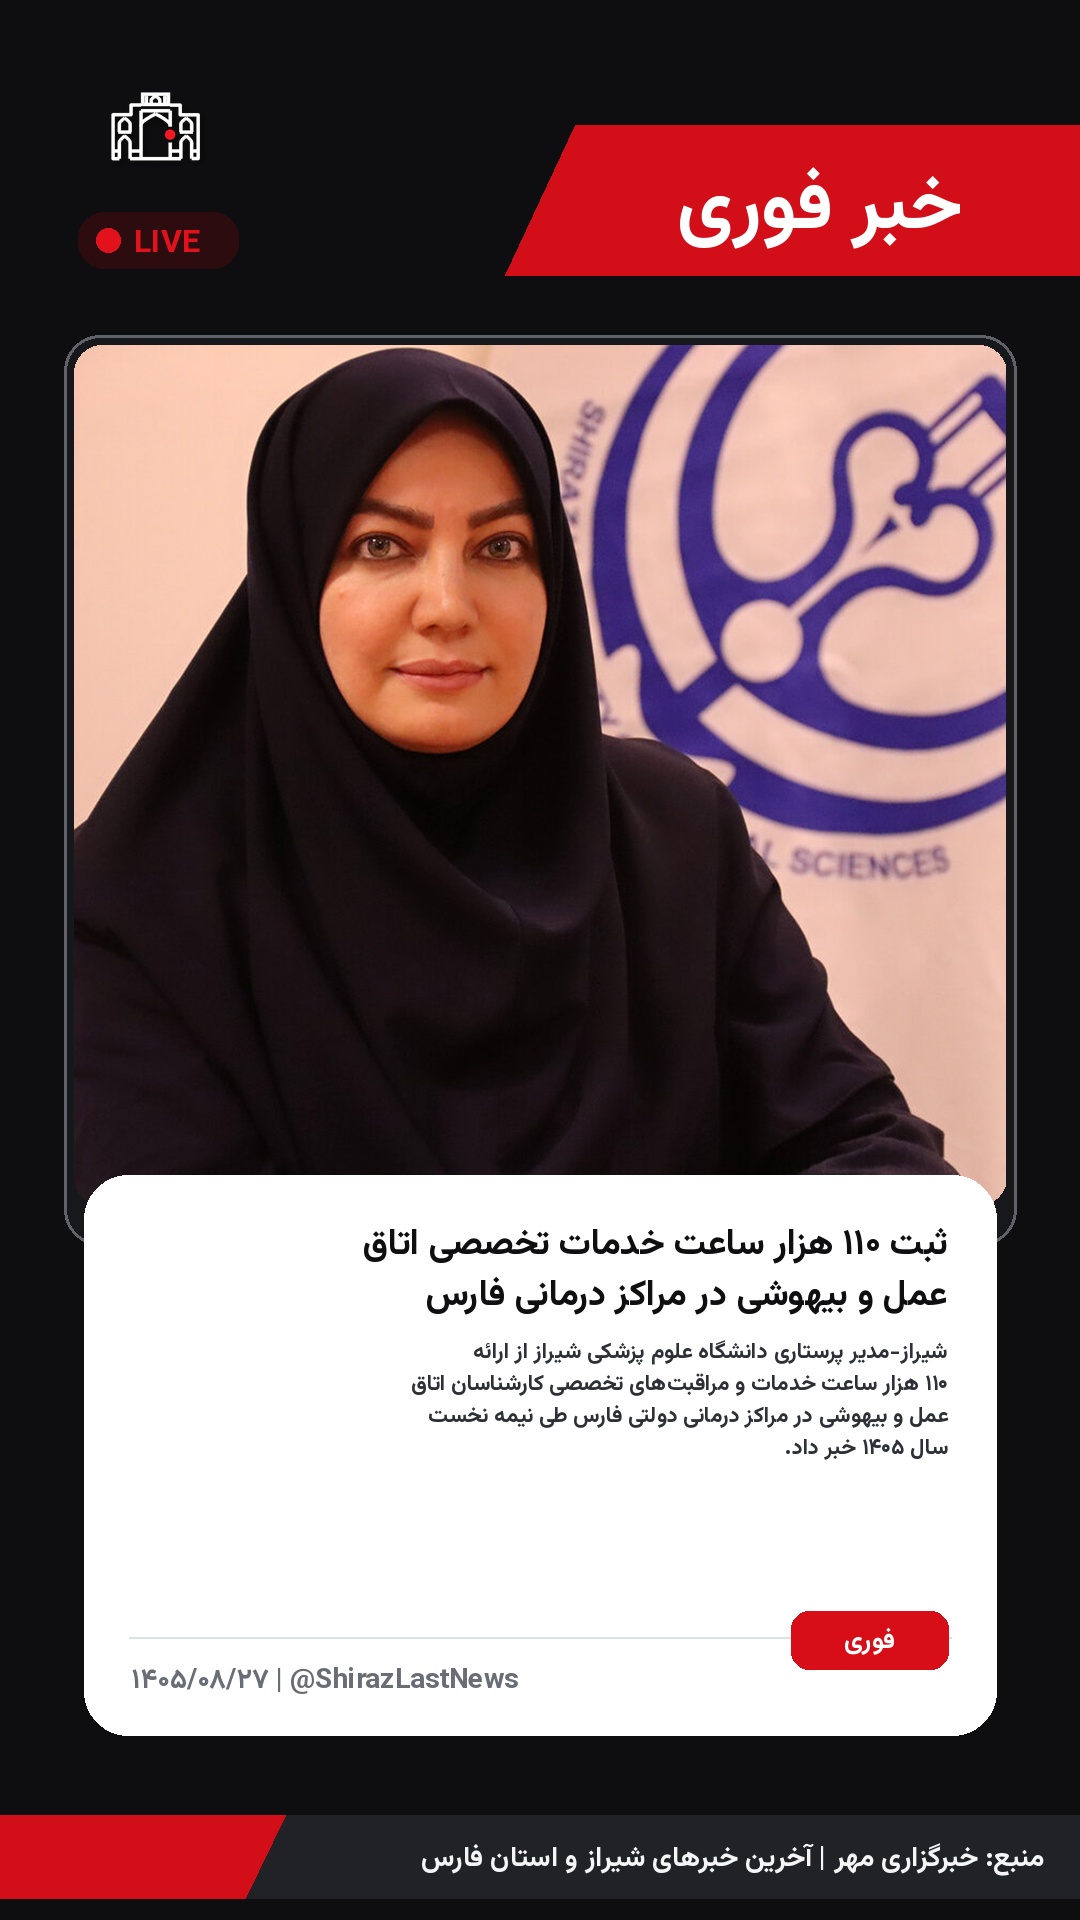 LIVE
خبر فوری
SHIRAZ
SCIENCES
ثبت ۱۱۰ هزار ساعت خدمات تخصصی اتاق
عمل و بیهوشی در مراکز درمانی فارس
شیراز-مدیر پرستاری دانشگاه علوم پزشکی شیراز از ارائه
۱۱۰ هزار ساعت خدمات و مراقبت‌های تخصصی کارشناسان اتاق
عمل و بیهوشی در مراکز درمانی دولتی فارس طی نیمه نخست
سال ۱۴۰۵ خبر داد.
فوری
۱۴۰۵/۰۸/۲۷ | @ShirazLastNews
منبع: خبرگزاری مهر | آخرین خبرهای شیراز و استان فارس